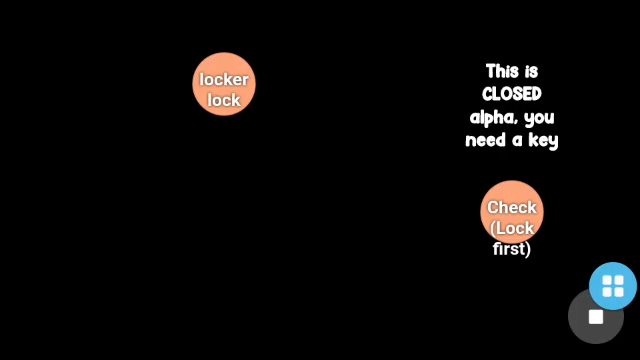 locker
lock
This is
CLOSED
alpha, you
need a key
Check
(Lock
first)